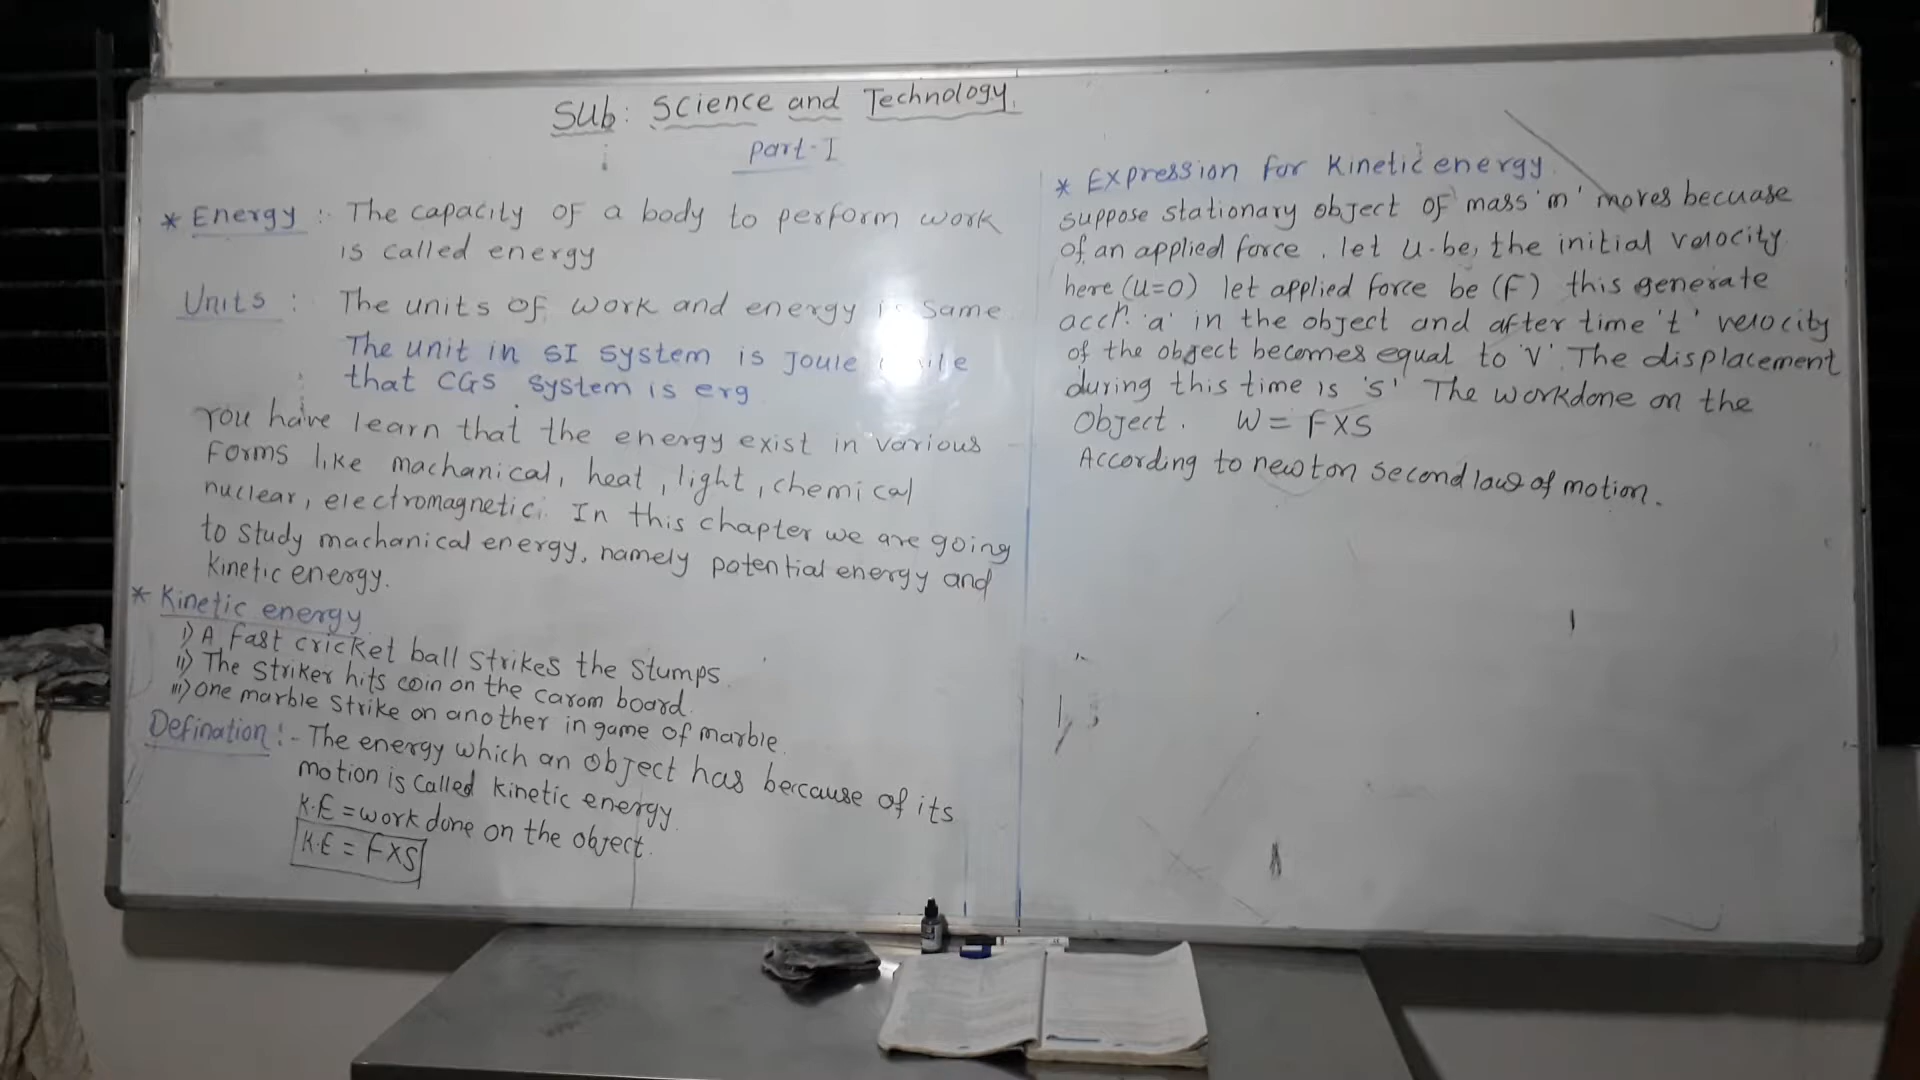 Sub: Science and Technology.
part-I
* Energy :- The capacity of a body to perform work
is called energy
Units : The units of work and energy is same
The unit in SI system is Joule
that CGS system is erg
you have learn that the energy exist in various
forms like machanical, heat, light, chemical
nuclear, electromagnetic. In this chapter we are going
to study machanical energy, namely potential energy and
kinetic energy.
* Kinetic energy
i) A fast cricket ball strikes the stumps.
ii) The striker hits coin on the carom board.
iii) one marble strike on another in game of marble.
Defination :- The energy which an object has beccause of its
motion is called kinetic energy.
K.E = work done on the object.
K.E = F×S
* Expression for Kinetic energy.
suppose stationary object of mass 'm' moves becuase
of an applied force. let u be, the initial velocity
here (u=0) let applied force be (F) this generate
accn. 'a' in the object and after time 't' velocity
of the object becomes equal to 'V'. The displacement
during this time is 's' The workdone on the
object. W = F×S
According to newton second law of motion.